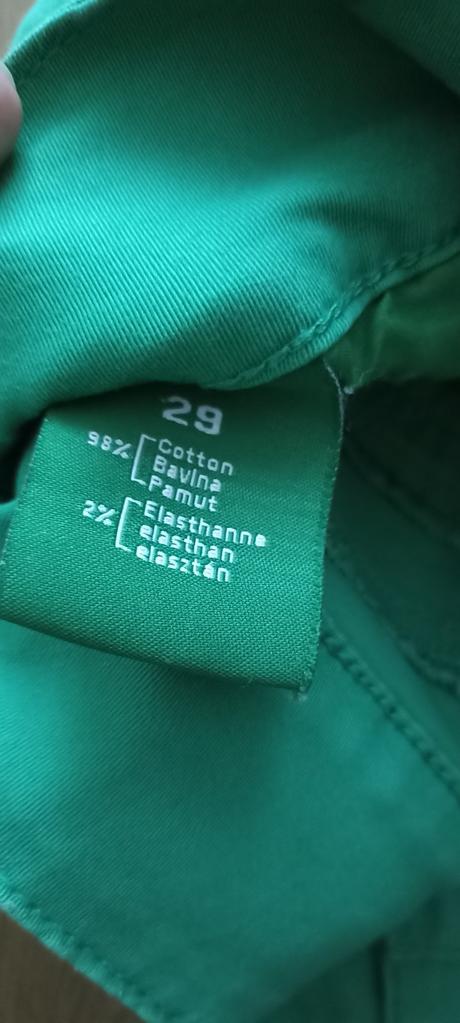 29
98% Cotton
Bavlna
Pamut
2% Elasthanne
elasthan
elasztán